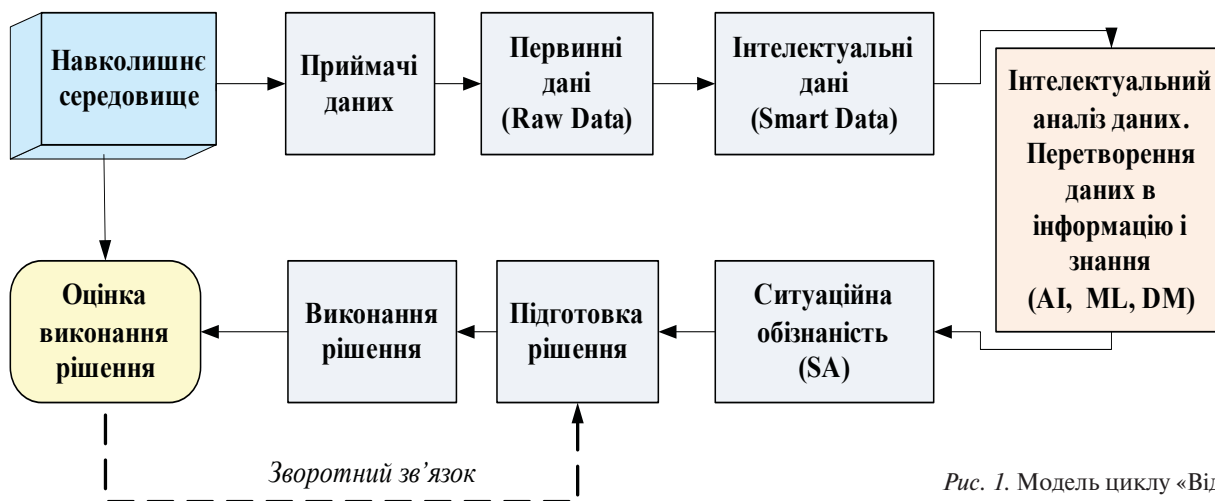 Навколишнє
середовище
Приймачі
даних
Первинні
дані
(Raw Data)
Інтелектуальні
дані
(Smart Data)
Інтелектуальний
аналіз даних.
Перетворення
даних в
інформацію і
знання
(AI, ML, DM)
Ситуаційна
обізнаність
(SA)
Підготовка
рішення
Виконання
рішення
Оцінка
виконання
рішення
Зворотний зв’язок
Рис. 1. Модель циклу «Від